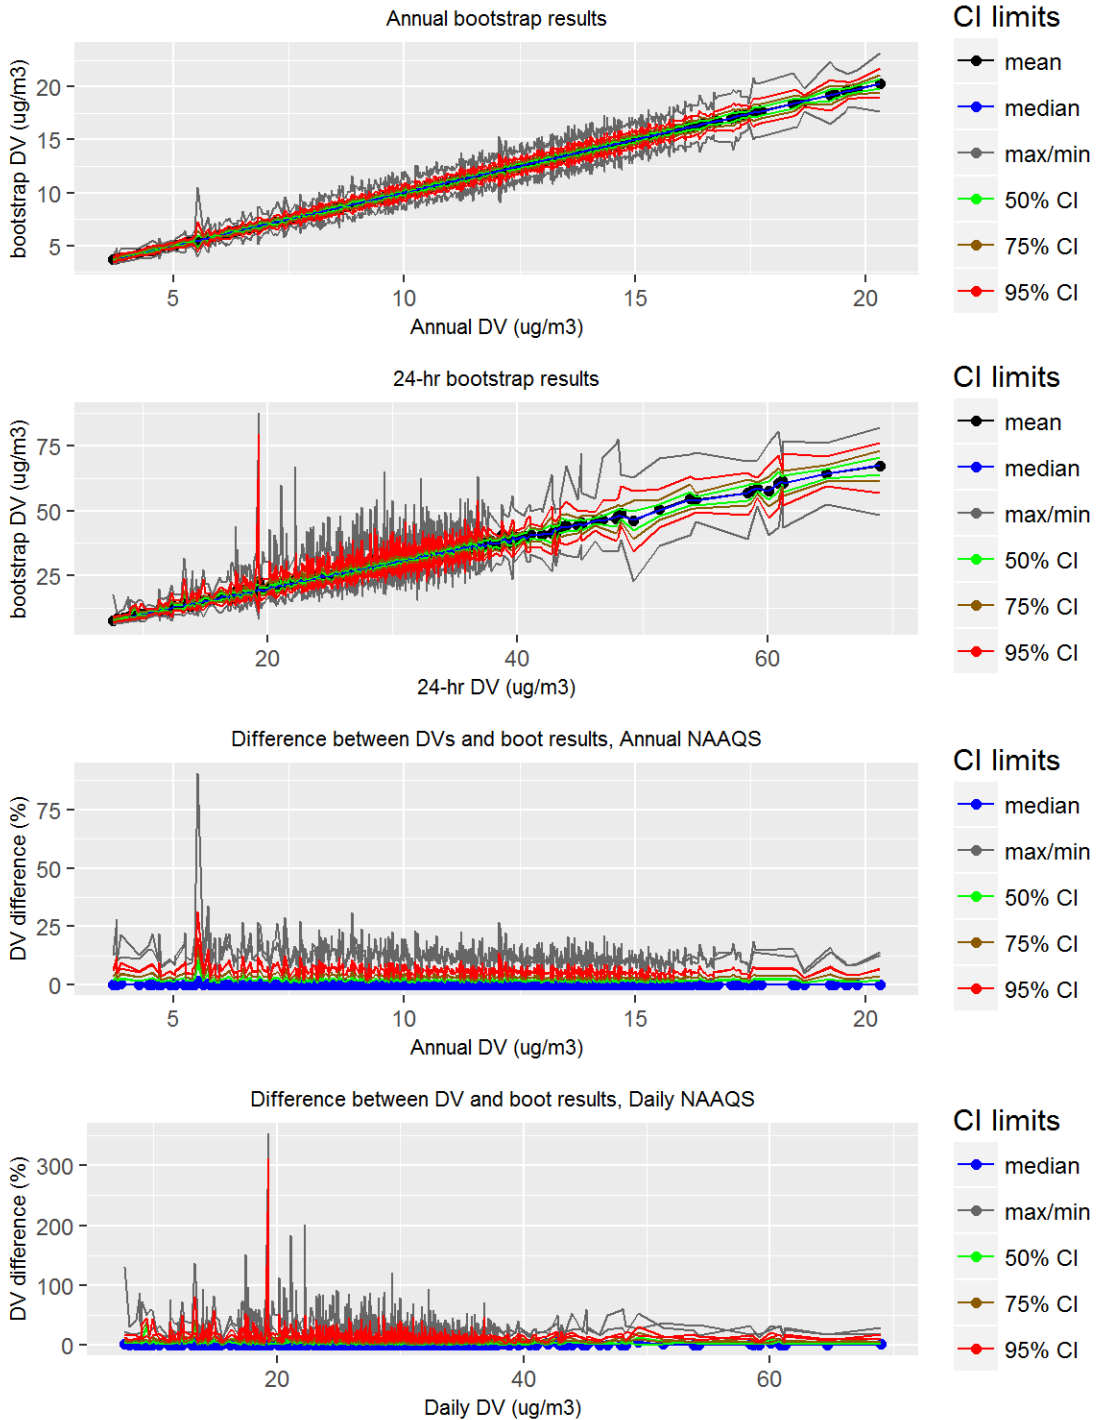 Annual bootstrap results
bootstrap DV (ug/m3)
20
15
10
5
5 10 15 20
Annual DV (ug/m3)
CI limits
mean
median
max/min
50% CI
75% CI
95% CI
24-hr bootstrap results
bootstrap DV (ug/m3)
75
50
25
20 40 60
24-hr DV (ug/m3)
CI limits
mean
median
max/min
50% CI
75% CI
95% CI
Difference between DVs and boot results, Annual NAAQS
DV difference (%)
75
50
25
0
5 10 15 20
Annual DV (ug/m3)
CI limits
median
max/min
50% CI
75% CI
95% CI
Difference between DV and boot results, Daily NAAQS
DV difference (%)
300
200
100
0
20 40 60
Daily DV (ug/m3)
CI limits
median
max/min
50% CI
75% CI
95% CI